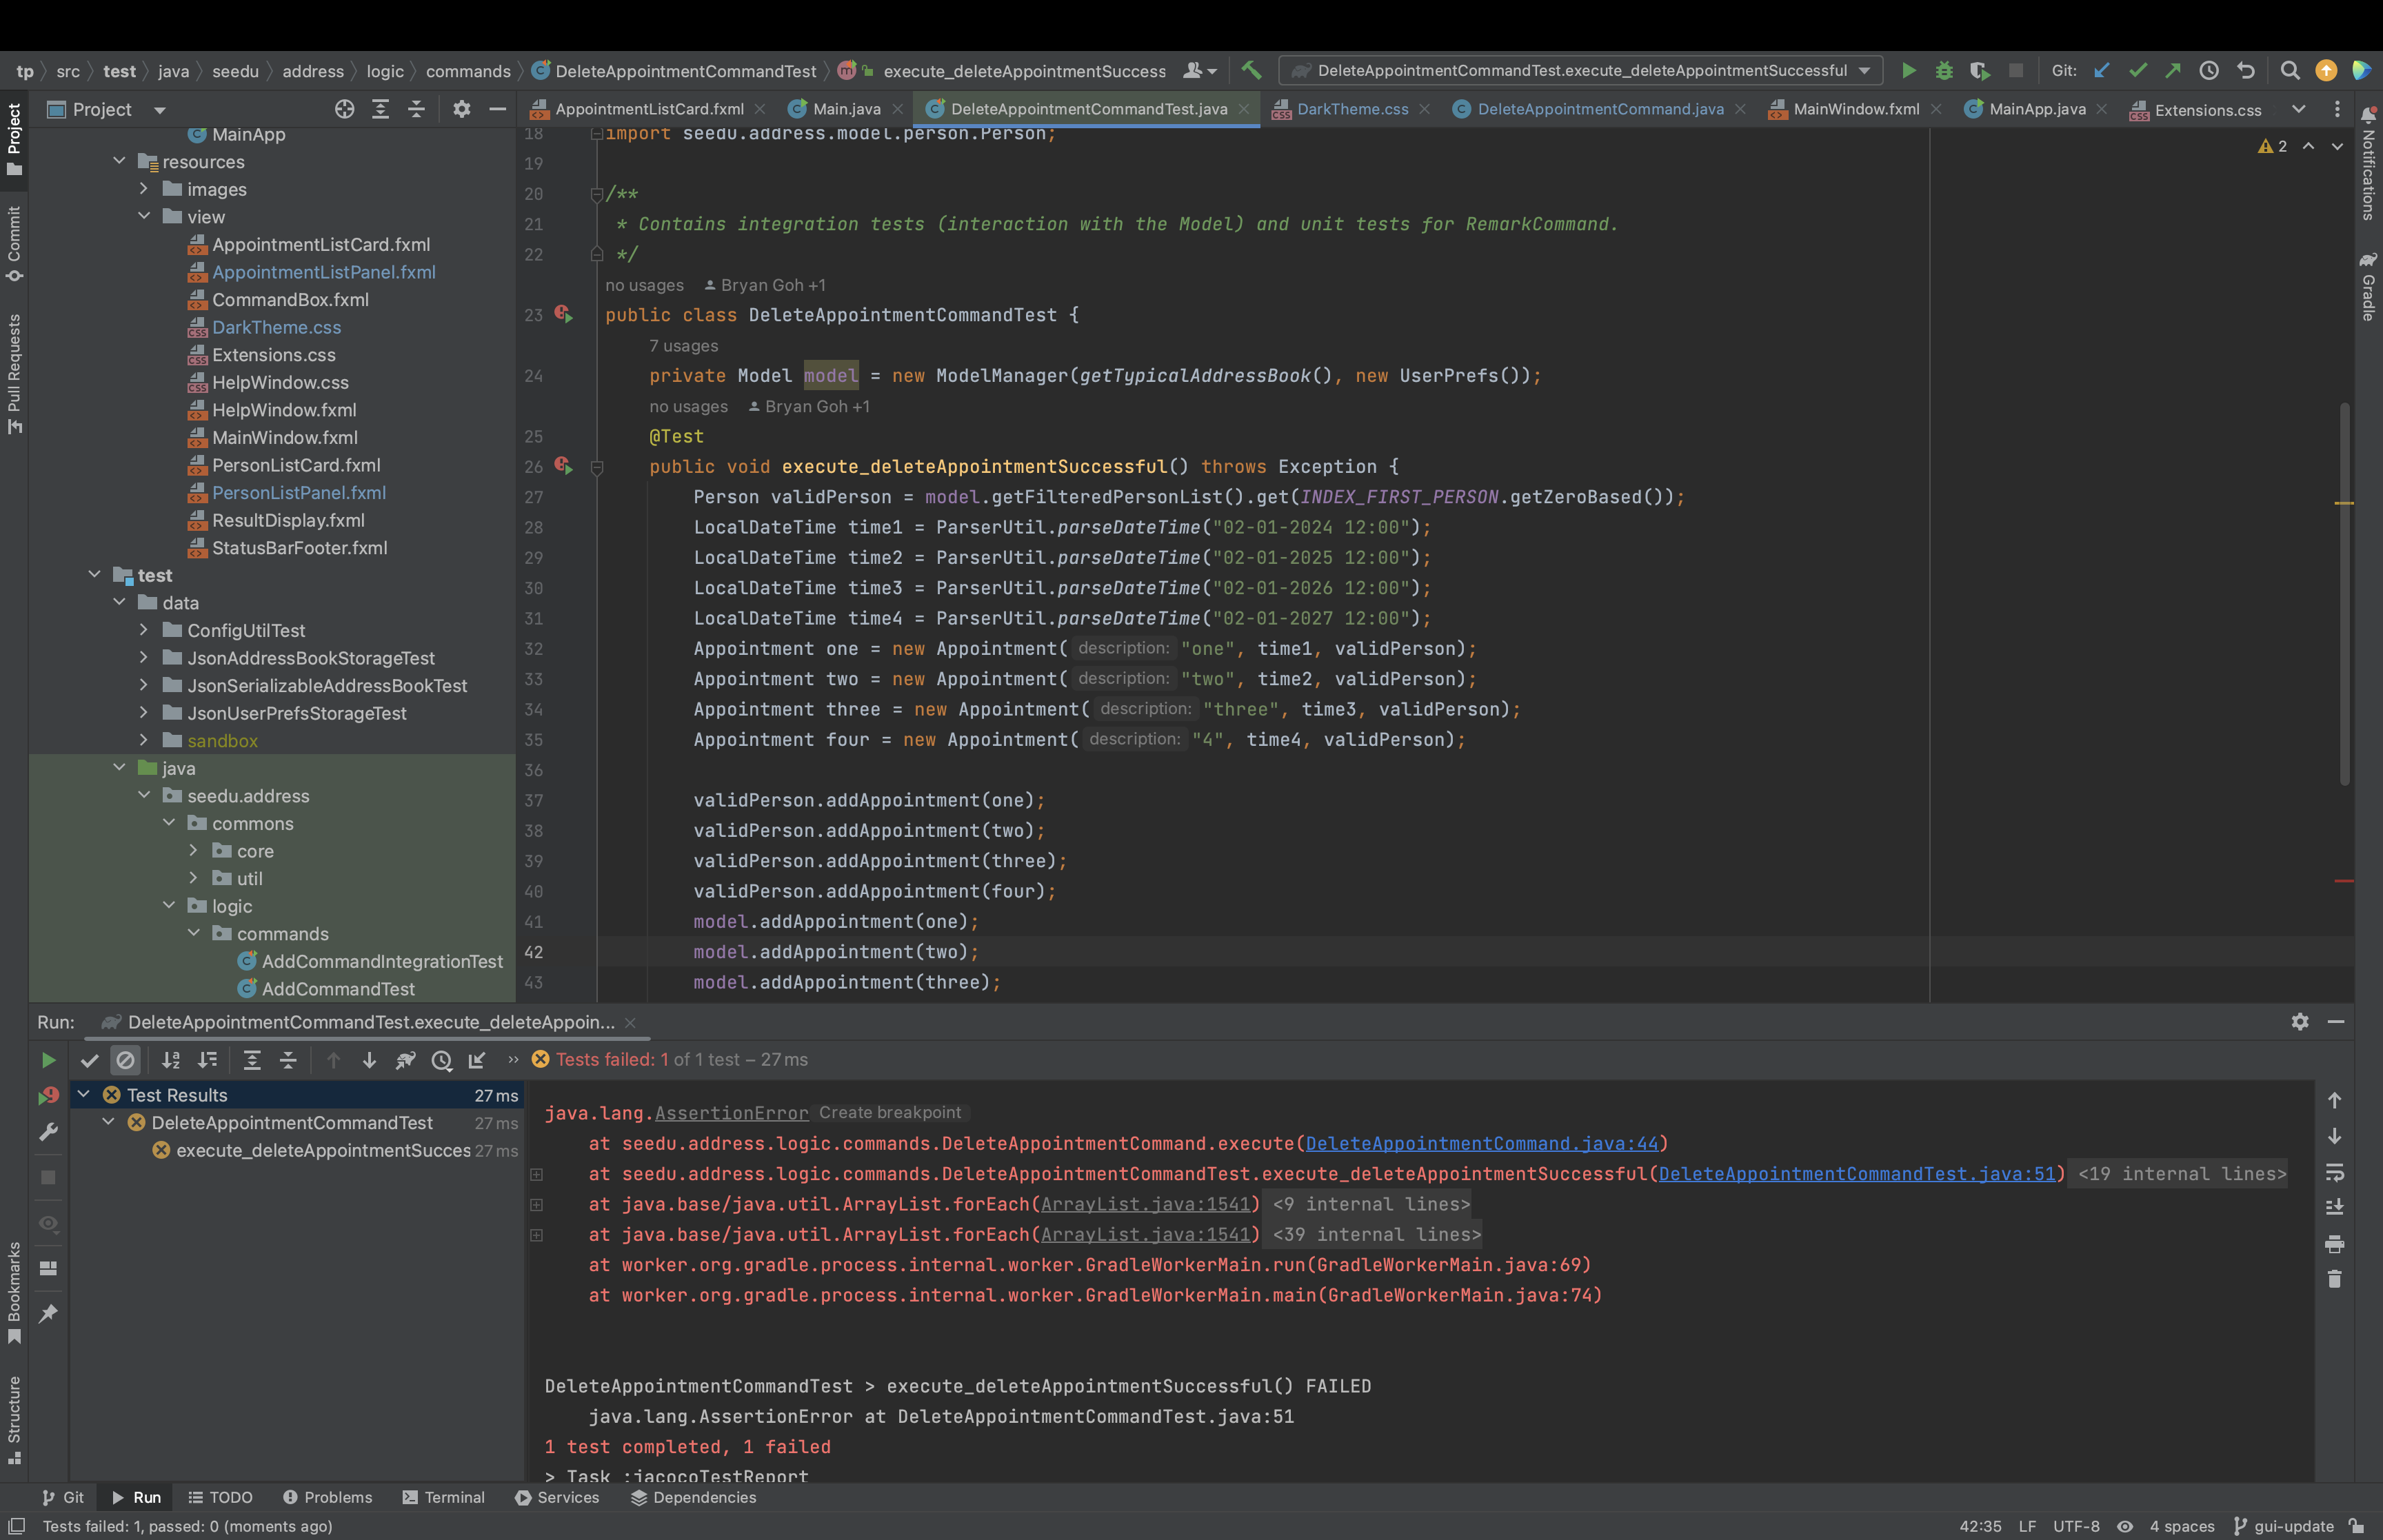 tp src test java seedu address logic commands DeleteAppointmentCommandTest execute_deleteAppointmentSuccess DeleteAppointmentCommandTest.execute_deleteAppointmentSuccessful Git:
Project
AppointmentListCard.fxml Main.java DeleteAppointmentCommandTest.java DarkTheme.css DeleteAppointmentCommand.java MainWindow.fxml MainApp.java Extensions.css
Project
Commit
Pull Requests
Bookmarks
Structure
Notifications
Gradle
MainApp
resources
images
view
AppointmentListCard.fxml
AppointmentListPanel.fxml
CommandBox.fxml
DarkTheme.css
Extensions.css
HelpWindow.css
HelpWindow.fxml
MainWindow.fxml
PersonListCard.fxml
PersonListPanel.fxml
ResultDisplay.fxml
StatusBarFooter.fxml
test
data
ConfigUtilTest
JsonAddressBookStorageTest
JsonSerializableAddressBookTest
JsonUserPrefsStorageTest
sandbox
java
seedu.address
commons
core
util
logic
commands
AddCommandIntegrationTest
AddCommandTest
2
18 import seedu.address.model.person.Person;
19
20 /**
21 * Contains integration tests (interaction with the Model) and unit tests for RemarkCommand.
22 */
no usages Bryan Goh +1
23 public class DeleteAppointmentCommandTest {
7 usages
24 private Model model = new ModelManager(getTypicalAddressBook(), new UserPrefs());
no usages Bryan Goh +1
25 @Test
26 public void execute_deleteAppointmentSuccessful() throws Exception {
27 Person validPerson = model.getFilteredPersonList().get(INDEX_FIRST_PERSON.getZeroBased());
28 LocalDateTime time1 = ParserUtil.parseDateTime("02-01-2024 12:00");
29 LocalDateTime time2 = ParserUtil.parseDateTime("02-01-2025 12:00");
30 LocalDateTime time3 = ParserUtil.parseDateTime("02-01-2026 12:00");
31 LocalDateTime time4 = ParserUtil.parseDateTime("02-01-2027 12:00");
32 Appointment one = new Appointment( description: "one", time1, validPerson);
33 Appointment two = new Appointment( description: "two", time2, validPerson);
34 Appointment three = new Appointment( description: "three", time3, validPerson);
35 Appointment four = new Appointment( description: "4", time4, validPerson);
36
37 validPerson.addAppointment(one);
38 validPerson.addAppointment(two);
39 validPerson.addAppointment(three);
40 validPerson.addAppointment(four);
41 model.addAppointment(one);
42 model.addAppointment(two);
43 model.addAppointment(three);
Run: DeleteAppointmentCommandTest.execute_deleteAppoin...
Tests failed: 1 of 1 test – 27 ms
Test Results 27 ms
DeleteAppointmentCommandTest 27 ms
execute_deleteAppointmentSucces 27 ms
java.lang.AssertionError Create breakpoint
at seedu.address.logic.commands.DeleteAppointmentCommand.execute(DeleteAppointmentCommand.java:44)
at seedu.address.logic.commands.DeleteAppointmentCommandTest.execute_deleteAppointmentSuccessful(DeleteAppointmentCommandTest.java:51) <19 internal lines>
at java.base/java.util.ArrayList.forEach(ArrayList.java:1541) <9 internal lines>
at java.base/java.util.ArrayList.forEach(ArrayList.java:1541) <39 internal lines>
at worker.org.gradle.process.internal.worker.GradleWorkerMain.run(GradleWorkerMain.java:69)
at worker.org.gradle.process.internal.worker.GradleWorkerMain.main(GradleWorkerMain.java:74)
DeleteAppointmentCommandTest > execute_deleteAppointmentSuccessful() FAILED
java.lang.AssertionError at DeleteAppointmentCommandTest.java:51
1 test completed, 1 failed
> Task :jacocoTestReport
Git Run TODO Problems Terminal Services Dependencies
Tests failed: 1, passed: 0 (moments ago) 42:35 LF UTF-8 4 spaces gui-update